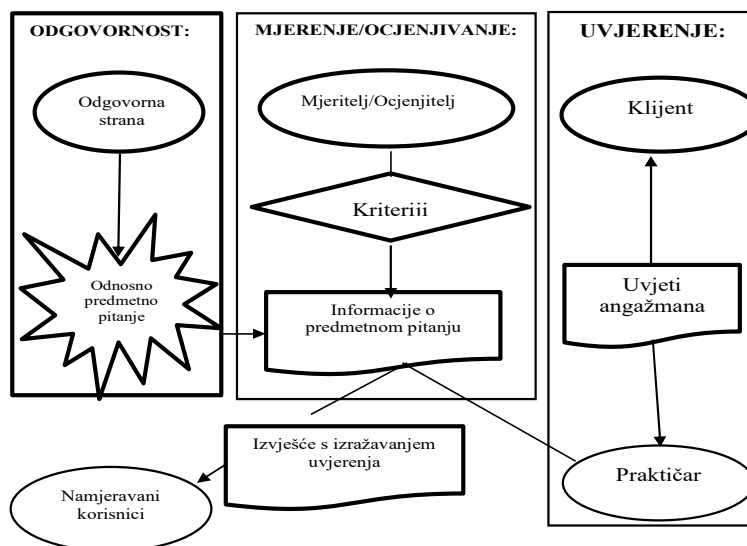 ODGOVORNOST:
Odgovorna
strana
Odnosno
predmetno
pitanje
MJERENJE/OCJENJIVANJE:
Mjeritelj/Ocjenjitelj
Kriteriii
Informacije o
predmetnom pitanju
UVJERENJE:
Klijent
Uvjeti
angažmana
Praktičar
Izvješće s izražavanjem
uvjerenja
Namjeravani
korisnici